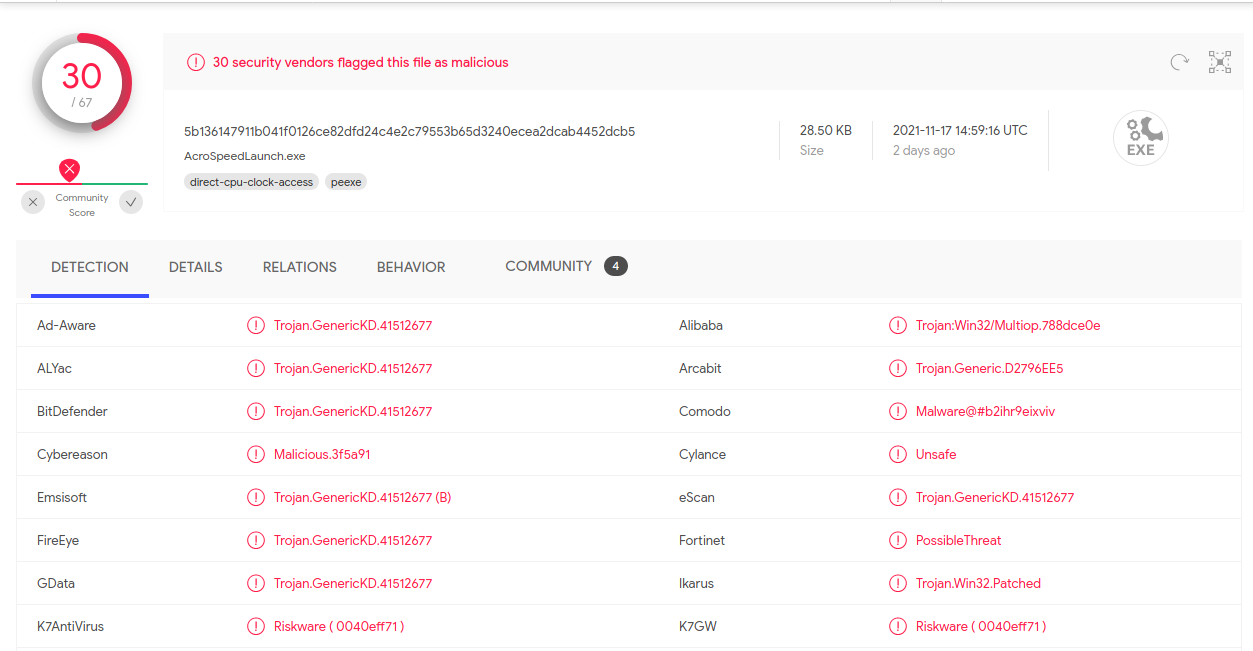 30
/ 67
30 security vendors flagged this file as malicious
5b136147911b041f0126ce82dfd24c4e2c79553b65d3240ecea2dcab4452dcb5
AcroSpeedLaunch.exe
direct-cpu-clock-access peexe
28.50 KB
Size
2021-11-17 14:59:16 UTC
2 days ago
EXE
Community
Score
DETECTION DETAILS RELATIONS BEHAVIOR COMMUNITY 4
Ad-Aware Trojan.GenericKD.41512677 Alibaba Trojan:Win32/Multiop.788dce0e
ALYac Trojan.GenericKD.41512677 Arcabit Trojan.Generic.D2796EE5
BitDefender Trojan.GenericKD.41512677 Comodo Malware@#b2ihr9eixviv
Cybereason Malicious.3f5a91 Cylance Unsafe
Emsisoft Trojan.GenericKD.41512677 (B) eScan Trojan.GenericKD.41512677
FireEye Trojan.GenericKD.41512677 Fortinet PossibleThreat
GData Trojan.GenericKD.41512677 Ikarus Trojan.Win32.Patched
K7AntiVirus Riskware ( 0040eff71 ) K7GW Riskware ( 0040eff71 )